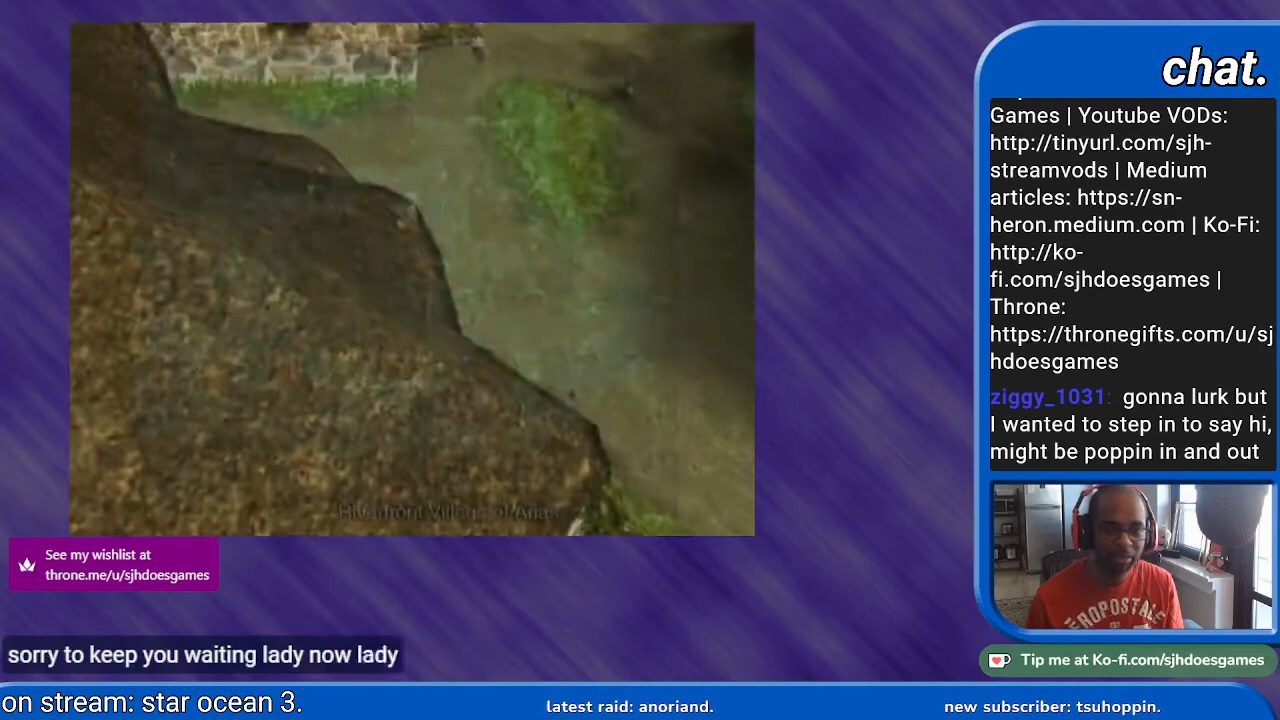 chat.
Games | Youtube VODs:
http://tinyurl.com/sjh-
streamvods | Medium
articles: https://sn-
heron.medium.com | Ko-Fi:
http://ko-
fi.com/sjhdoesgames |
Throne:
https://thronegifts.com/u/sj
hdoesgames
ziggy_1031: gonna lurk but
I wanted to step in to say hi,
might be poppin in and out
Village of Arias
See my wishlist at
throne.me/u/sjhdoesgames
AEROPOSTALE
sorry to keep you waiting lady now lady
Tip me at Ko-fi.com/sjhdoesgames
on stream: star ocean 3.
latest raid: anoriand.
new subscriber: tsuhoppin.